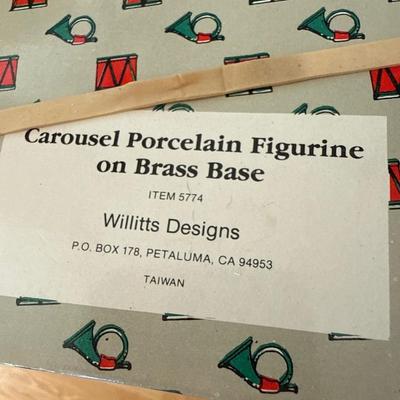 Carousel Porcelain Figurine
on Brass Base
ITEM 5774
Willitts Designs
P.O. BOX 178, PETALUMA, CA 94953
TAIWAN